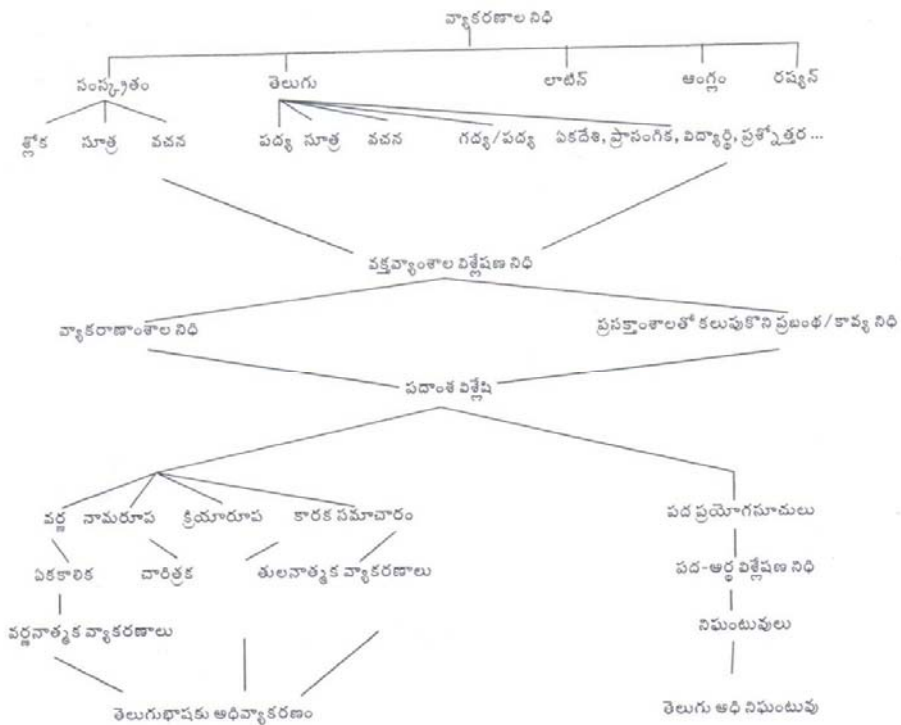 వ్యాకరణాల నిధి
సంస్కృతం తెలుగు లాటిన్ ఆంగ్లం రష్యన్
శ్లోక సూత్ర వచన పద్య సూత్ర వచన గద్య/పద్య ఏకదేశి, ప్రాసంగిక, విద్యార్థి, ప్రశ్నోత్తర ...
వక్తవ్యాంశాల విశ్లేషణ నిధి
వ్యాకరాణాంశాల నిధి ప్రసక్తాంశాలతో కలుపుకొని ప్రబంథ/కావ్య నిధి
పదాంశ విశ్లేషి
వర్ణ నామరూప క్రియారూప కారక సమాచారం పద ప్రయోగసూచులు
ఏకకాలిక చారిత్రక తులనాత్మక వ్యాకరణాలు పద-అర్థ విశ్లేషణ నిధి
వర్ణనాత్మక వ్యాకరణాలు నిఘంటువులు
తెలుగుభాషకు అధివ్యాకరణం తెలుగు అధి నిఘంటువు